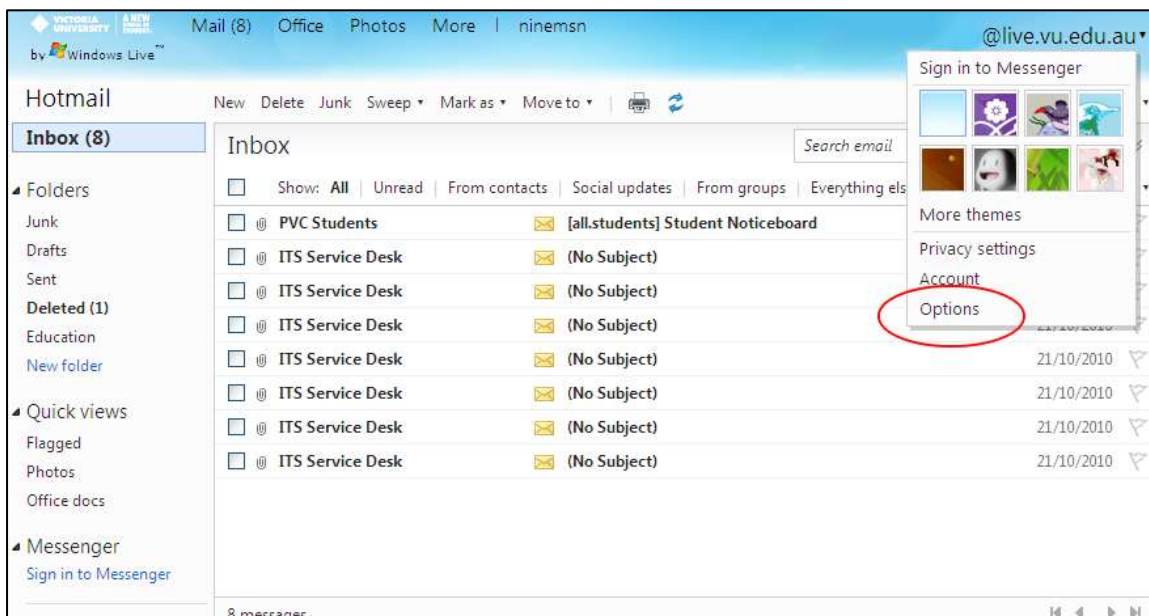 VICTORIA UNIVERSITY
Mail (8) Office Photos More | ninemsn
by Windows Live™
@live.vu.edu.au
Sign in to Messenger
More themes
Privacy settings
Account
Options
Hotmail
New Delete Junk Sweep Mark as Move to
Inbox (8)
Inbox
Search email
Show: All | Unread | From contacts | Social updates | From groups | Everything els
Folders
Junk
Drafts
Sent
Deleted (1)
Education
New folder
Quick views
Flagged
Photos
Office docs
Messenger
Sign in to Messenger
PVC Students [all.students] Student Noticeboard
ITS Service Desk (No Subject)
ITS Service Desk (No Subject)
ITS Service Desk (No Subject)
ITS Service Desk (No Subject) 21/10/2010
ITS Service Desk (No Subject) 21/10/2010
ITS Service Desk (No Subject) 21/10/2010
ITS Service Desk (No Subject) 21/10/2010
8 messages